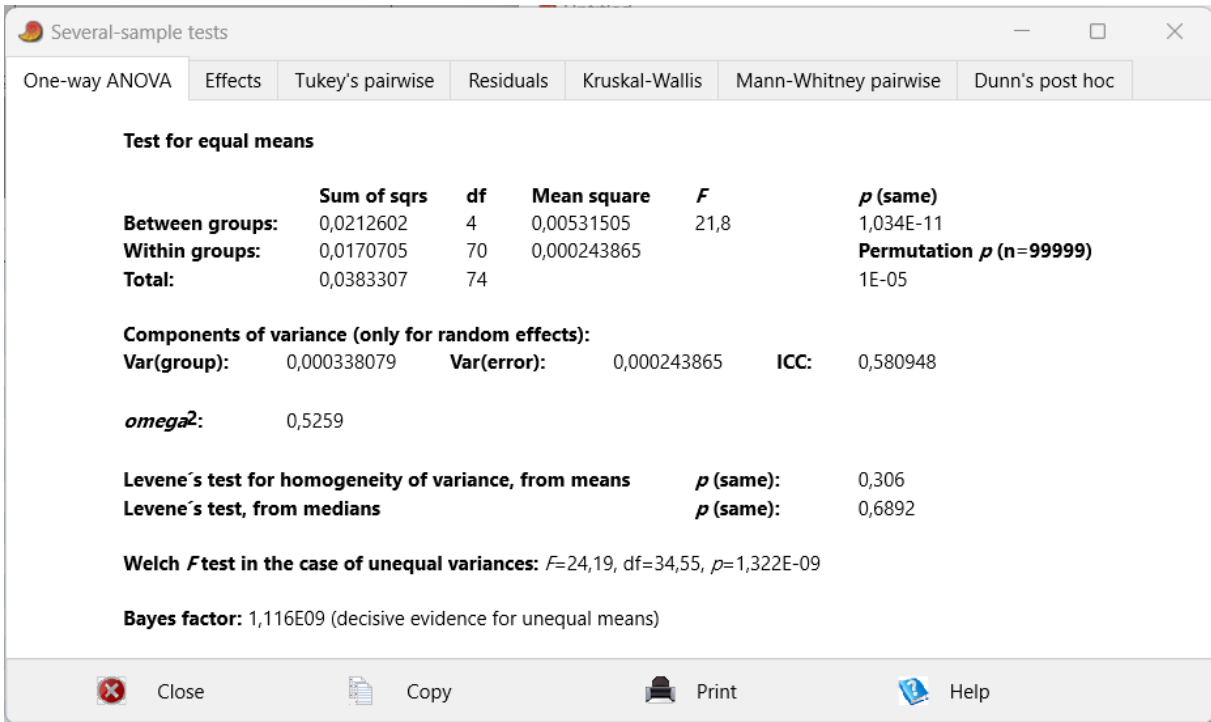 Several-sample tests
One-way ANOVA Effects Tukey's pairwise Residuals Kruskal-Wallis Mann-Whitney pairwise Dunn's post hoc
Test for equal means
Sum of sqrs df Mean square F p (same)
Between groups: 0,0212602 4 0,00531505 21,8 1,034E-11
Within groups: 0,0170705 70 0,000243865 Permutation p (n=99999)
Total: 0,0383307 74 1E-05
Components of variance (only for random effects):
Var(group): 0,000338079 Var(error): 0,000243865 ICC: 0,580948
omega2: 0,5259
Levene´s test for homogeneity of variance, from means p (same): 0,306
Levene´s test, from medians p (same): 0,6892
Welch F test in the case of unequal variances: F=24,19, df=34,55, p=1,322E-09
Bayes factor: 1,116E09 (decisive evidence for unequal means)
Close Copy Print Help